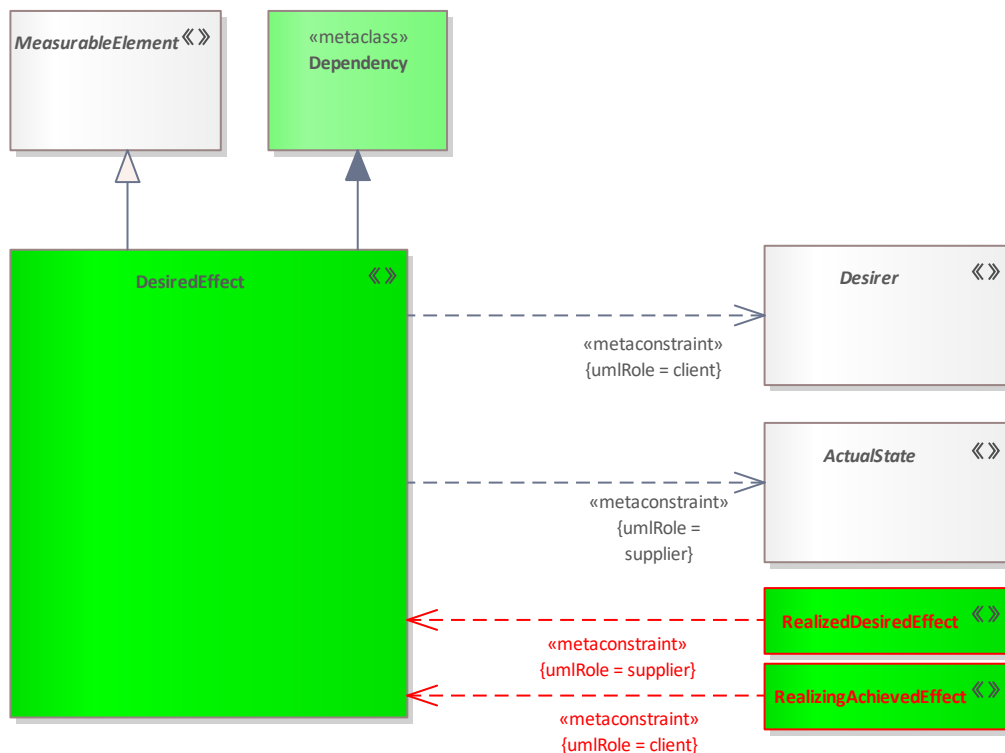 MeasurableElement «»
«metaclass»
Dependency
DesiredEffect «»
Desirer «»
«metaconstraint»
{umlRole = client}
ActualState «»
«metaconstraint»
{umlRole =
supplier}
RealizedDesiredEffect «»
«metaconstraint»
{umlRole = supplier}
RealizingAchievedEffect «»
«metaconstraint»
{umlRole = client}